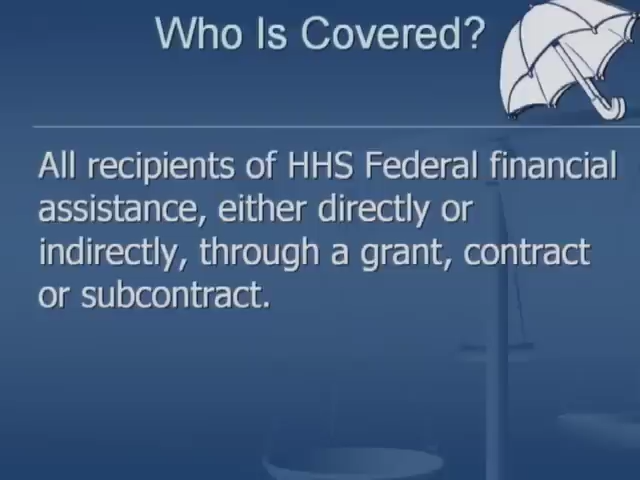 Who Is Covered?
All recipients of HHS Federal financial
assistance, either directly or
indirectly, through a grant, contract
or subcontract.